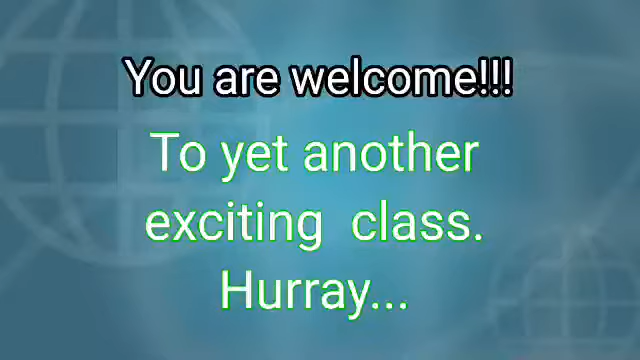 You are welcome!!!
To yet another
exciting  class.
Hurray...